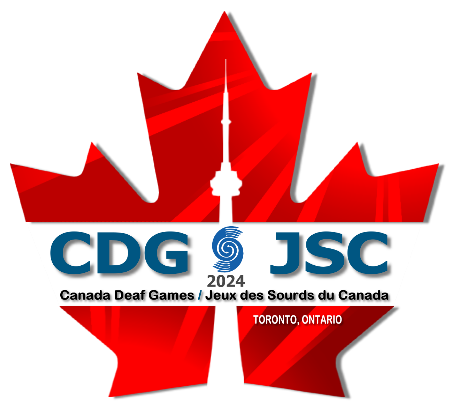 CDG JSC
2024
Canada Deaf Games / Jeux des Sourds du Canada
TORONTO, ONTARIO